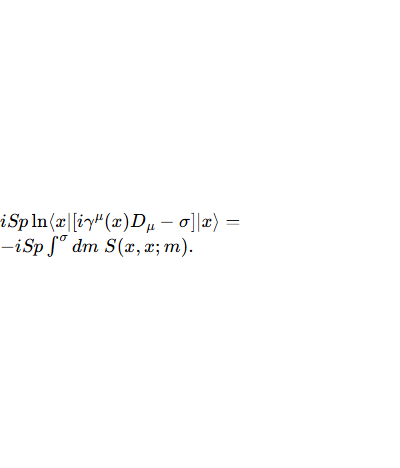 iSp ln⟨x|[iγ^μ(x)D_μ − σ]|x⟩ =
−iSp ∫^σ dm S(x, x; m).